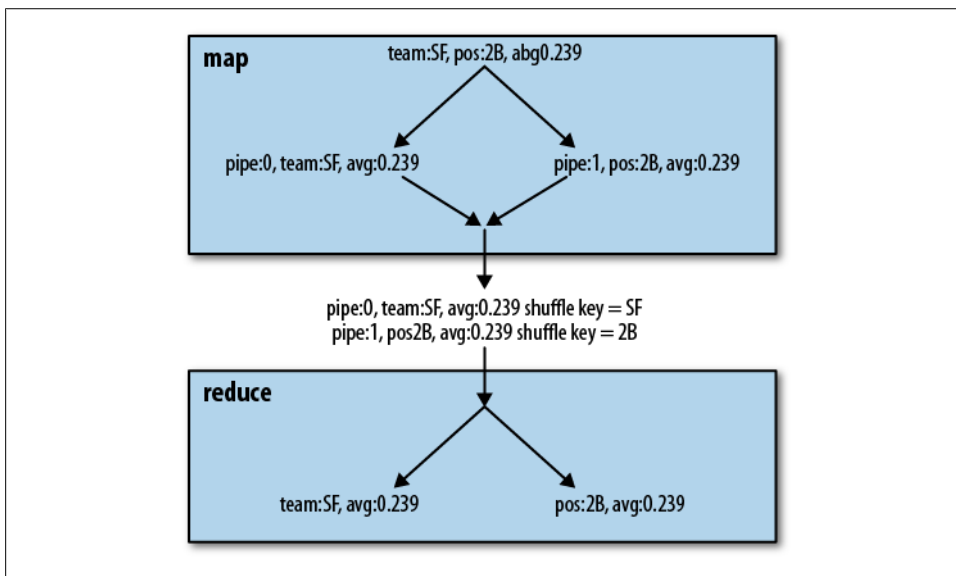 map
team:SF, pos:2B, abg0.239
pipe:0, team:SF, avg:0.239
pipe:1, pos:2B, avg:0.239
pipe:0, team:SF, avg:0.239 shuffle key = SF
pipe:1, pos2B, avg:0.239 shuffle key = 2B
reduce
team:SF, avg:0.239
pos:2B, avg:0.239